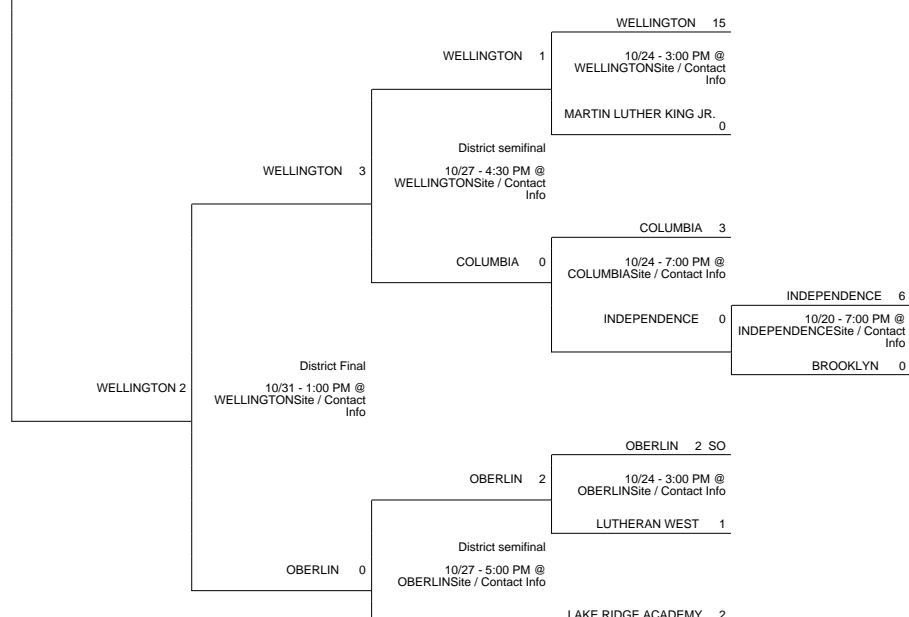 WELLINGTON 15
WELLINGTON 1
10/24 - 3:00 PM @
WELLINGTONSite / Contact
Info
MARTIN LUTHER KING JR.
0
District semifinal
WELLINGTON 3
10/27 - 4:30 PM @
WELLINGTONSite / Contact
Info
COLUMBIA 3
COLUMBIA 0
10/24 - 7:00 PM @
COLUMBIASite / Contact Info
INDEPENDENCE 6
INDEPENDENCE 0
10/20 - 7:00 PM @
INDEPENDENCESite / Contact
Info
BROOKLYN 0
District Final
WELLINGTON 2
10/31 - 1:00 PM @
WELLINGTONSite / Contact
Info
OBERLIN 2 SO
OBERLIN 2
10/24 - 3:00 PM @
OBERLINSite / Contact Info
LUTHERAN WEST 1
District semifinal
OBERLIN 0
10/27 - 5:00 PM @
OBERLINSite / Contact Info
LAKE RIDGE ACADEMY 2